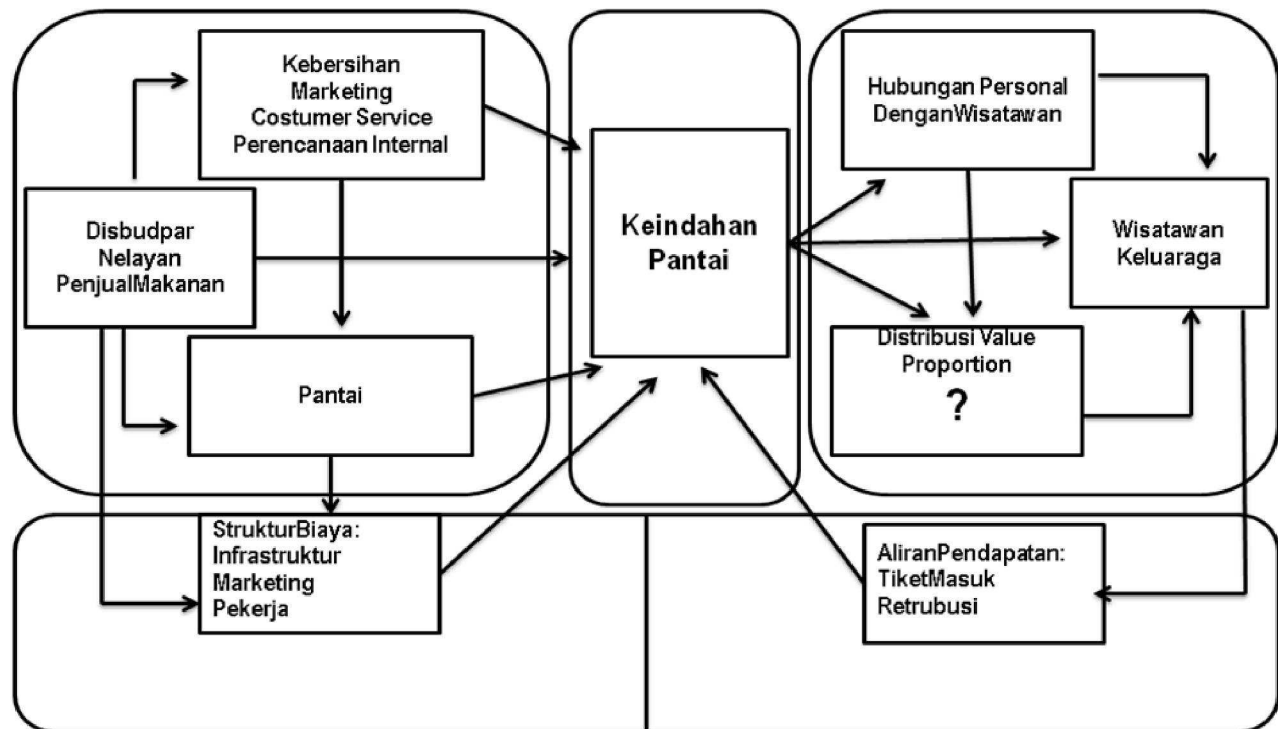 Kebersihan
Marketing
Costumer Service
Perencanaan Internal
Disbudpar
Nelayan
PenjualMakanan
Pantai
StrukturBiaya:
Infrastruktur
Marketing
Pekerja
Keindahan
Pantai
Hubungan Personal
DenganWisatawan
Wisatawan
Keluaraga
Distribusi Value
Proportion
?
AliranPendapatan:
TiketMasuk
Retrubusi